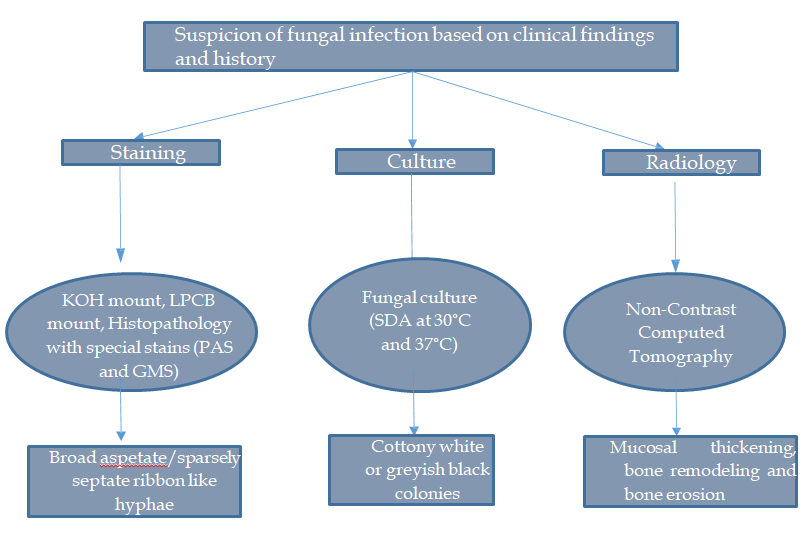 Suspicion of fungal infection based on clinical findings
and history
Staining
Culture
Radiology
KOH mount, LPCB
mount, Histopathology
with special stains (PAS
and GMS)
Fungal culture
(SDA at 30°C
and 37°C)
Non-Contrast
Computed
Tomography
Broad aspetate/sparsely
septate ribbon like
hyphae
Cottony white
or greyish black
colonies
Mucosal thickening,
bone remodeling and
bone erosion